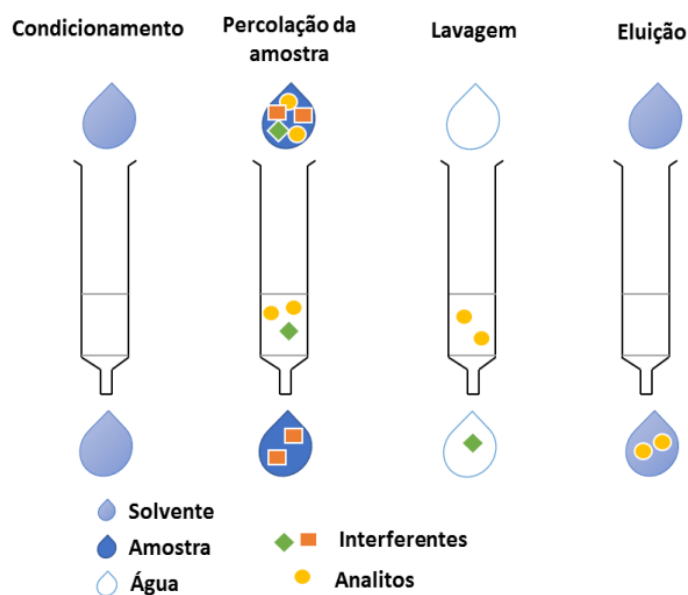 Condicionamento
Percolação da
amostra
Lavagem
Eluição
Solvente
Amostra
Água
Interferentes
Analitos